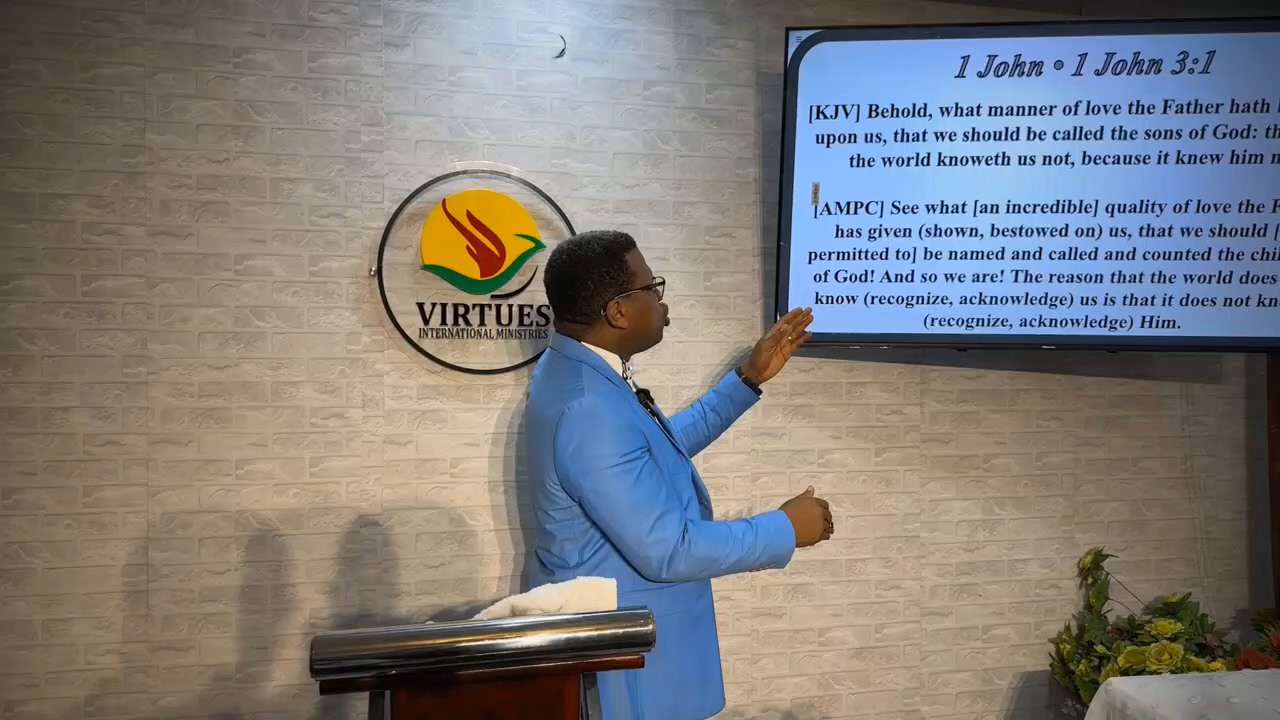 VIRTUES
INTERNATIONAL MINISTRIES
1 John • 1 John 3:1
[KJV] Behold, what manner of love the Father hath
upon us, that we should be called the sons of God:
the world knoweth us not, because it knew him
[AMPC] See what [an incredible] quality of love the
has given (shown, bestowed on) us, that we should [
permitted to] be named and called and counted the
of God! And so we are! The reason that the world does
know (recognize, acknowledge) us is that it does not
(recognize, acknowledge) Him.